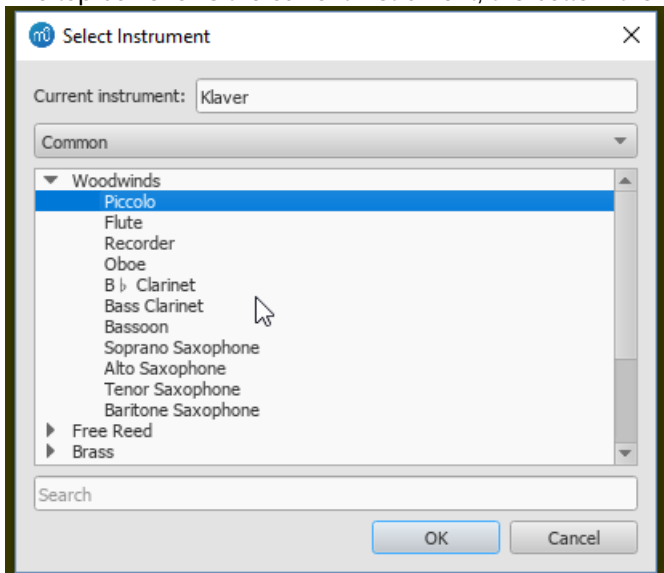 Select Instrument
Current instrument: Klaver
Common
Woodwinds
Piccolo
Flute
Recorder
Oboe
B♭ Clarinet
Bass Clarinet
Bassoon
Soprano Saxophone
Alto Saxophone
Tenor Saxophone
Baritone Saxophone
Free Reed
Brass
Search
OK Cancel